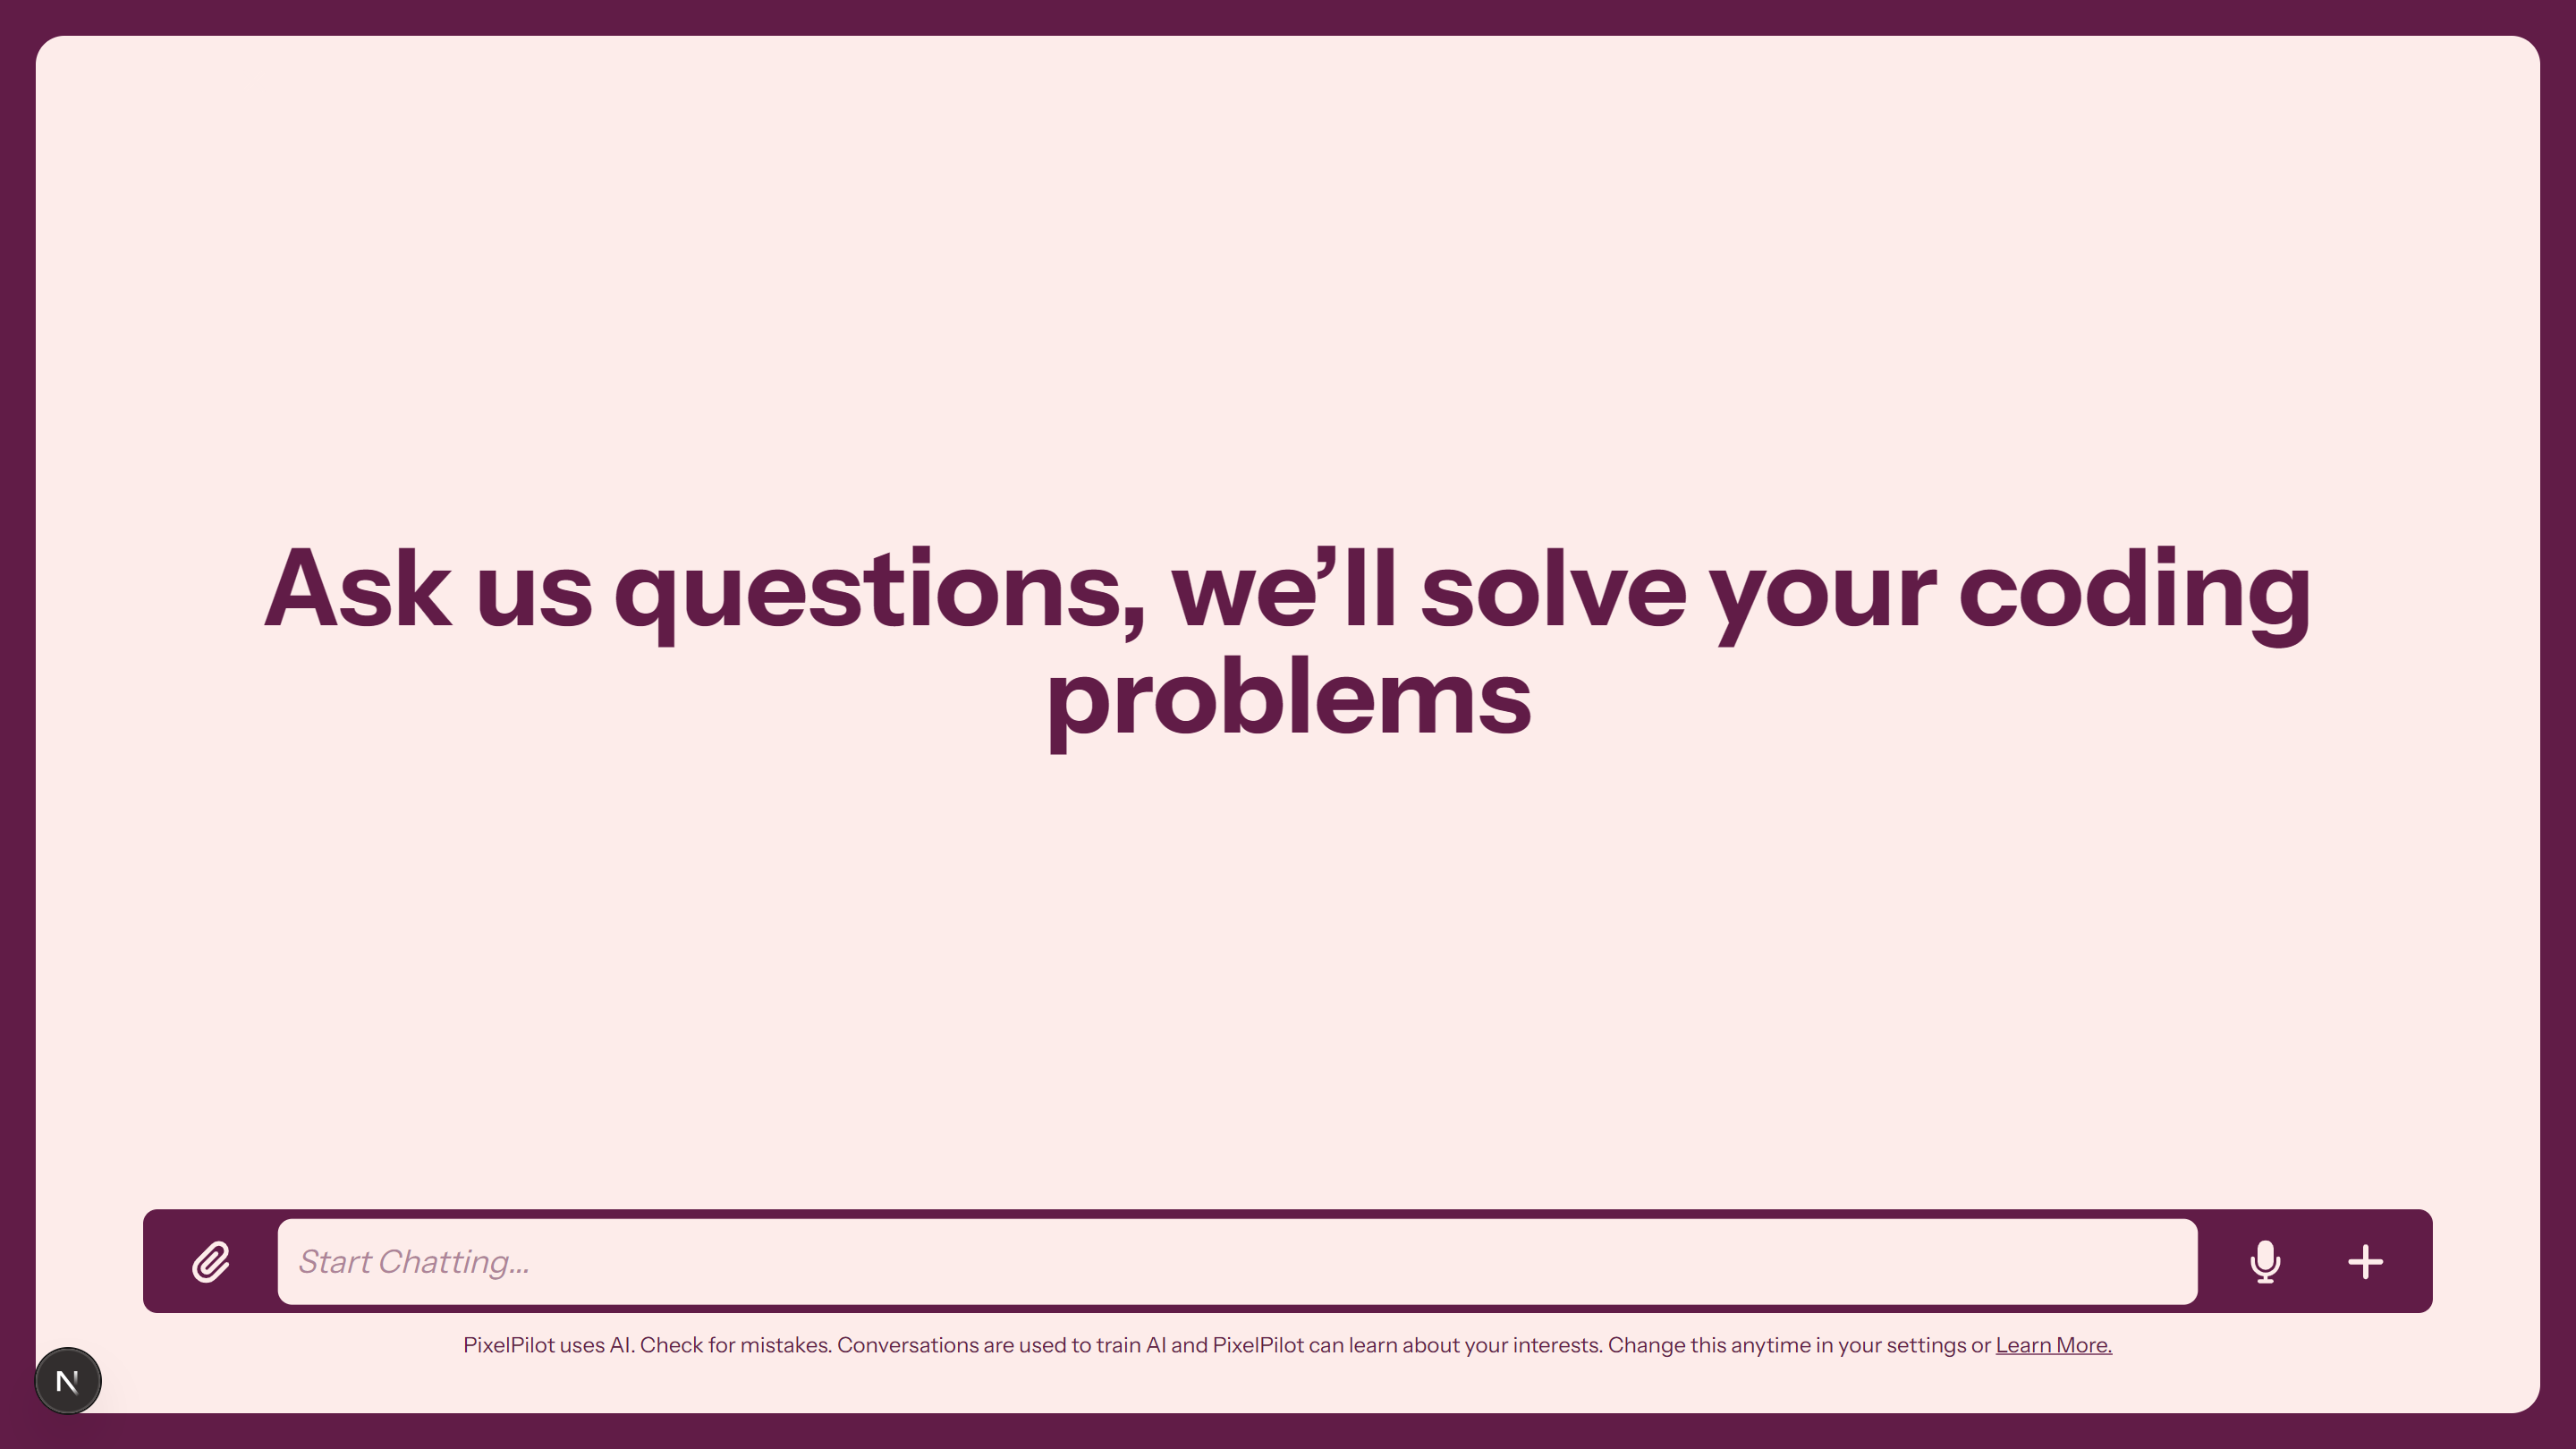 Ask us questions, we’ll solve your coding
problems
Start Chatting...
PixelPilot uses AI. Check for mistakes. Conversations are used to train AI and PixelPilot can learn about your interests. Change this anytime in your settings or Learn More.
N